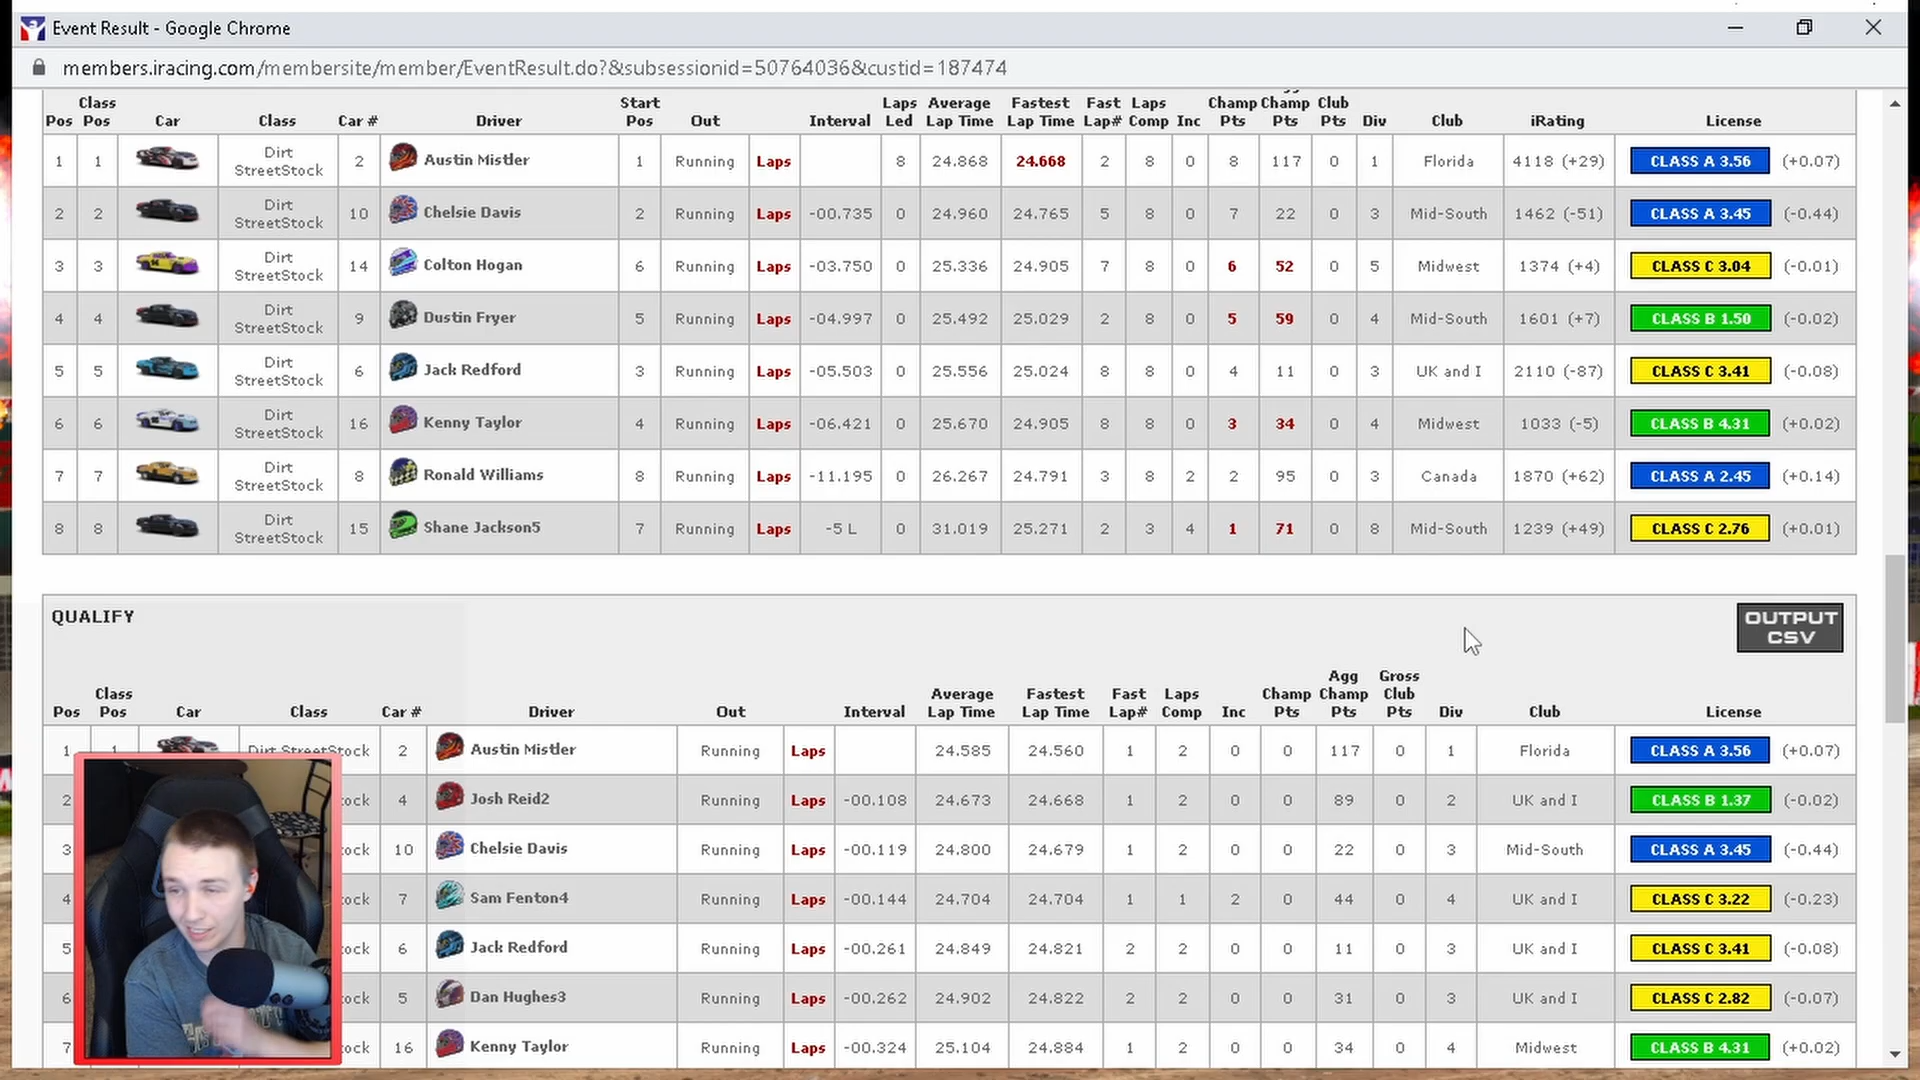 Event Result - Google Chrome
members.iracing.com/membersite/member/EventResult.do?&subsessionid=50764036&custid=187474
Pos Class Pos Car Class Car # Driver Start Pos Out Interval Laps Led Average Lap Time Fastest Lap Time Fast Lap# Laps Comp Inc Champ Pts Champ Pts Club Pts Div Club iRating License
1 1 Dirt StreetStock 2 Austin Mistler 1 Running Laps 8 24.868 24.668 2 8 0 8 117 0 1 Florida 4118 (+29) CLASS A 3.56 (+0.07)
2 2 Dirt StreetStock 10 Chelsie Davis 2 Running Laps -00.735 0 24.960 24.765 5 8 0 7 22 0 3 Mid-South 1462 (-51) CLASS A 3.45 (-0.44)
3 3 Dirt StreetStock 14 Colton Hogan 6 Running Laps -03.750 0 25.336 24.905 7 8 0 6 52 0 5 Midwest 1374 (+4) CLASS C 3.04 (-0.01)
4 4 Dirt StreetStock 9 Dustin Fryer 5 Running Laps -04.997 0 25.492 25.029 2 8 0 5 59 0 4 Mid-South 1601 (+7) CLASS B 1.50 (-0.02)
5 5 Dirt StreetStock 6 Jack Redford 3 Running Laps -05.503 0 25.556 25.024 8 8 0 4 11 0 3 UK and I 2110 (-87) CLASS C 3.41 (-0.08)
6 6 Dirt StreetStock 16 Kenny Taylor 4 Running Laps -06.421 0 25.670 24.905 8 8 0 3 34 0 4 Midwest 1033 (-5) CLASS B 4.31 (+0.02)
7 7 Dirt StreetStock 8 Ronald Williams 8 Running Laps -11.195 0 26.267 24.791 3 8 2 2 95 0 3 Canada 1870 (+62) CLASS A 2.45 (+0.14)
8 8 Dirt StreetStock 15 Shane Jackson5 7 Running Laps -5 L 0 31.019 25.271 2 3 4 1 71 0 8 Mid-South 1239 (+49) CLASS C 2.76 (+0.01)
QUALIFY
OUTPUT CSV
Pos Class Pos Car Class Car # Driver Out Interval Average Lap Time Fastest Lap Time Fast Lap# Laps Comp Inc Champ Pts Agg Champ Pts Gross Club Pts Div Club License
1 1 Dirt StreetStock 2 Austin Mistler Running Laps 24.585 24.560 1 2 0 0 117 0 1 Florida CLASS A 3.56 (+0.07)
2 tock 4 Josh Reid2 Running Laps -00.108 24.673 24.668 1 2 0 0 89 0 2 UK and I CLASS B 1.37 (-0.02)
3 tock 10 Chelsie Davis Running Laps -00.119 24.800 24.679 1 2 0 0 22 0 3 Mid-South CLASS A 3.45 (-0.44)
4 tock 7 Sam Fenton4 Running Laps -00.144 24.704 24.704 1 1 2 0 44 0 4 UK and I CLASS C 3.22 (-0.23)
5 tock 6 Jack Redford Running Laps -00.261 24.849 24.821 2 2 0 0 11 0 3 UK and I CLASS C 3.41 (-0.08)
6 tock 5 Dan Hughes3 Running Laps -00.262 24.902 24.822 2 2 0 0 31 0 3 UK and I CLASS C 2.82 (-0.07)
7 tock 16 Kenny Taylor Running Laps -00.324 25.104 24.884 1 2 0 0 34 0 4 Midwest CLASS B 4.31 (+0.02)